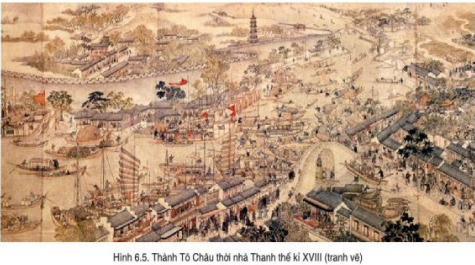 Hình 6.5. Thành Tô Châu thời nhà Thanh thế kỉ XVIII (tranh vẽ)